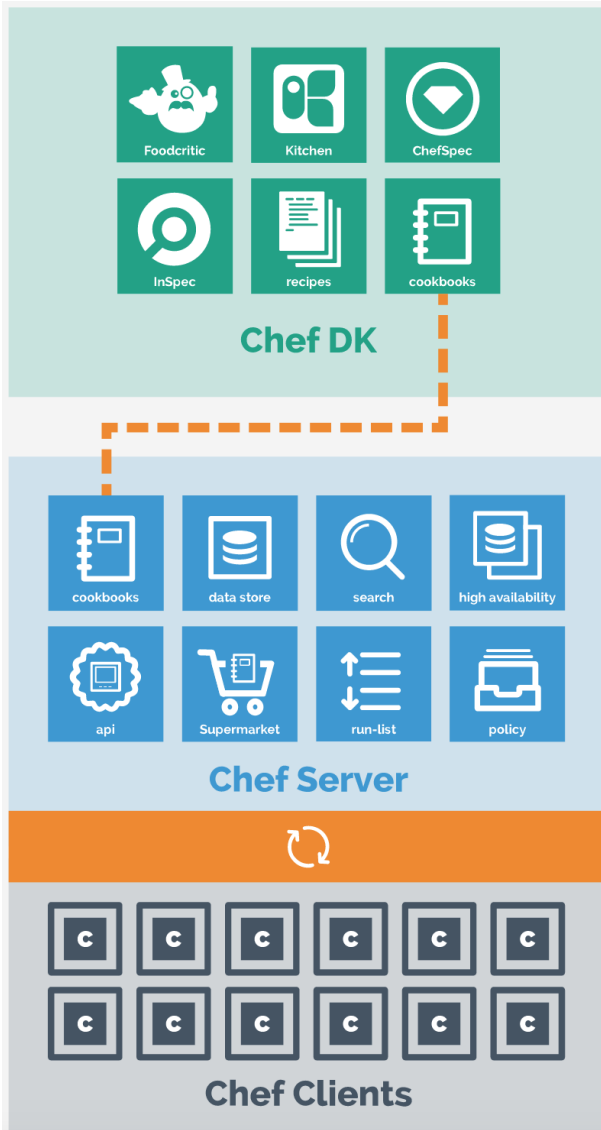 Foodcritic
Kitchen
ChefSpec
InSpec
recipes
cookbooks
Chef DK
cookbooks
data store
search
high availability
api
Supermarket
run-list
policy
Chef Server
C C C C C C
C C C C C C
Chef Clients